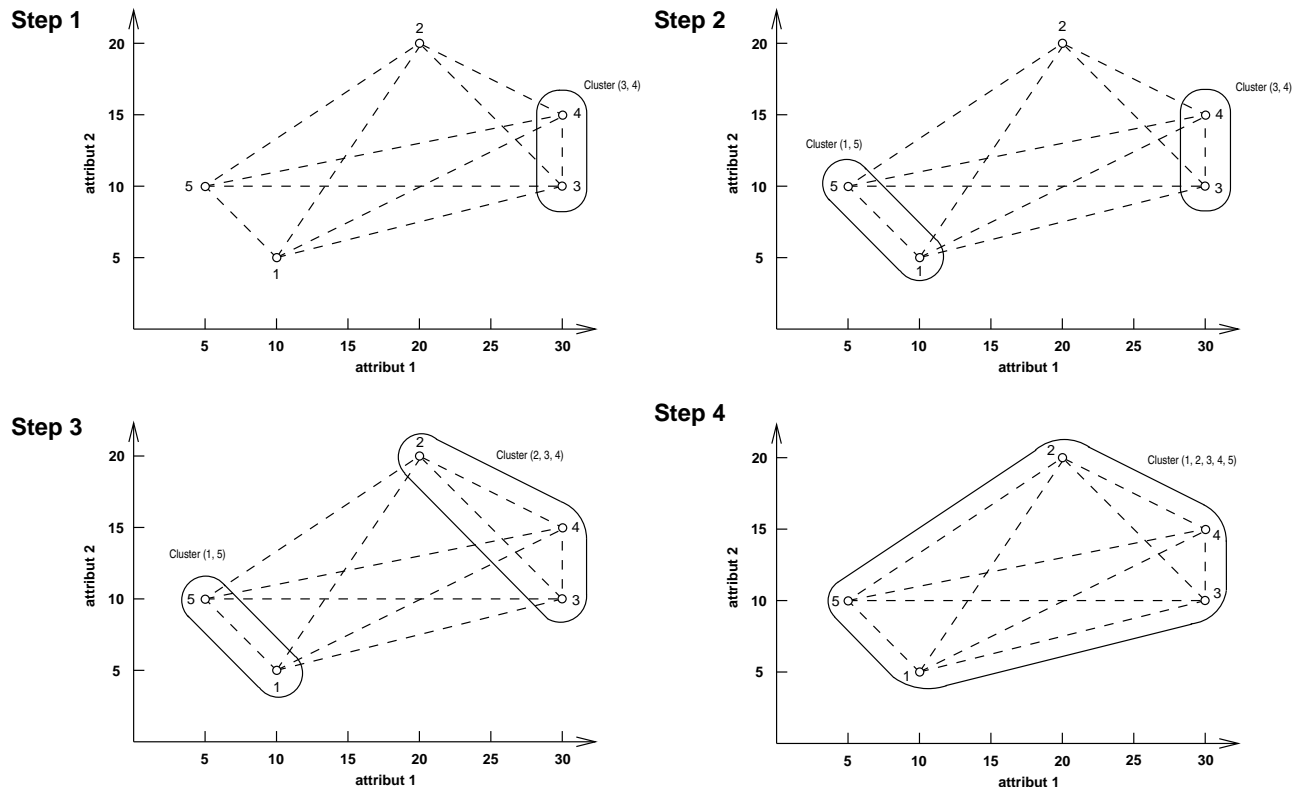 Step 1
20
15
10
5
attribut 2
2
Cluster (3, 4)
4
5
3
1
5 10 15 20 25 30
attribut 1
Step 2
20
15
10
5
attribut 2
2
Cluster (3, 4)
4
Cluster (1, 5)
5
3
1
5 10 15 20 25 30
attribut 1
Step 3
20
15
10
5
attribut 2
2
Cluster (2, 3, 4)
4
Cluster (1, 5)
5
3
1
5 10 15 20 25 30
attribut 1
Step 4
20
15
10
5
attribut 2
2
Cluster (1, 2, 3, 4, 5)
4
5
3
1
5 10 15 20 25 30
attribut 1